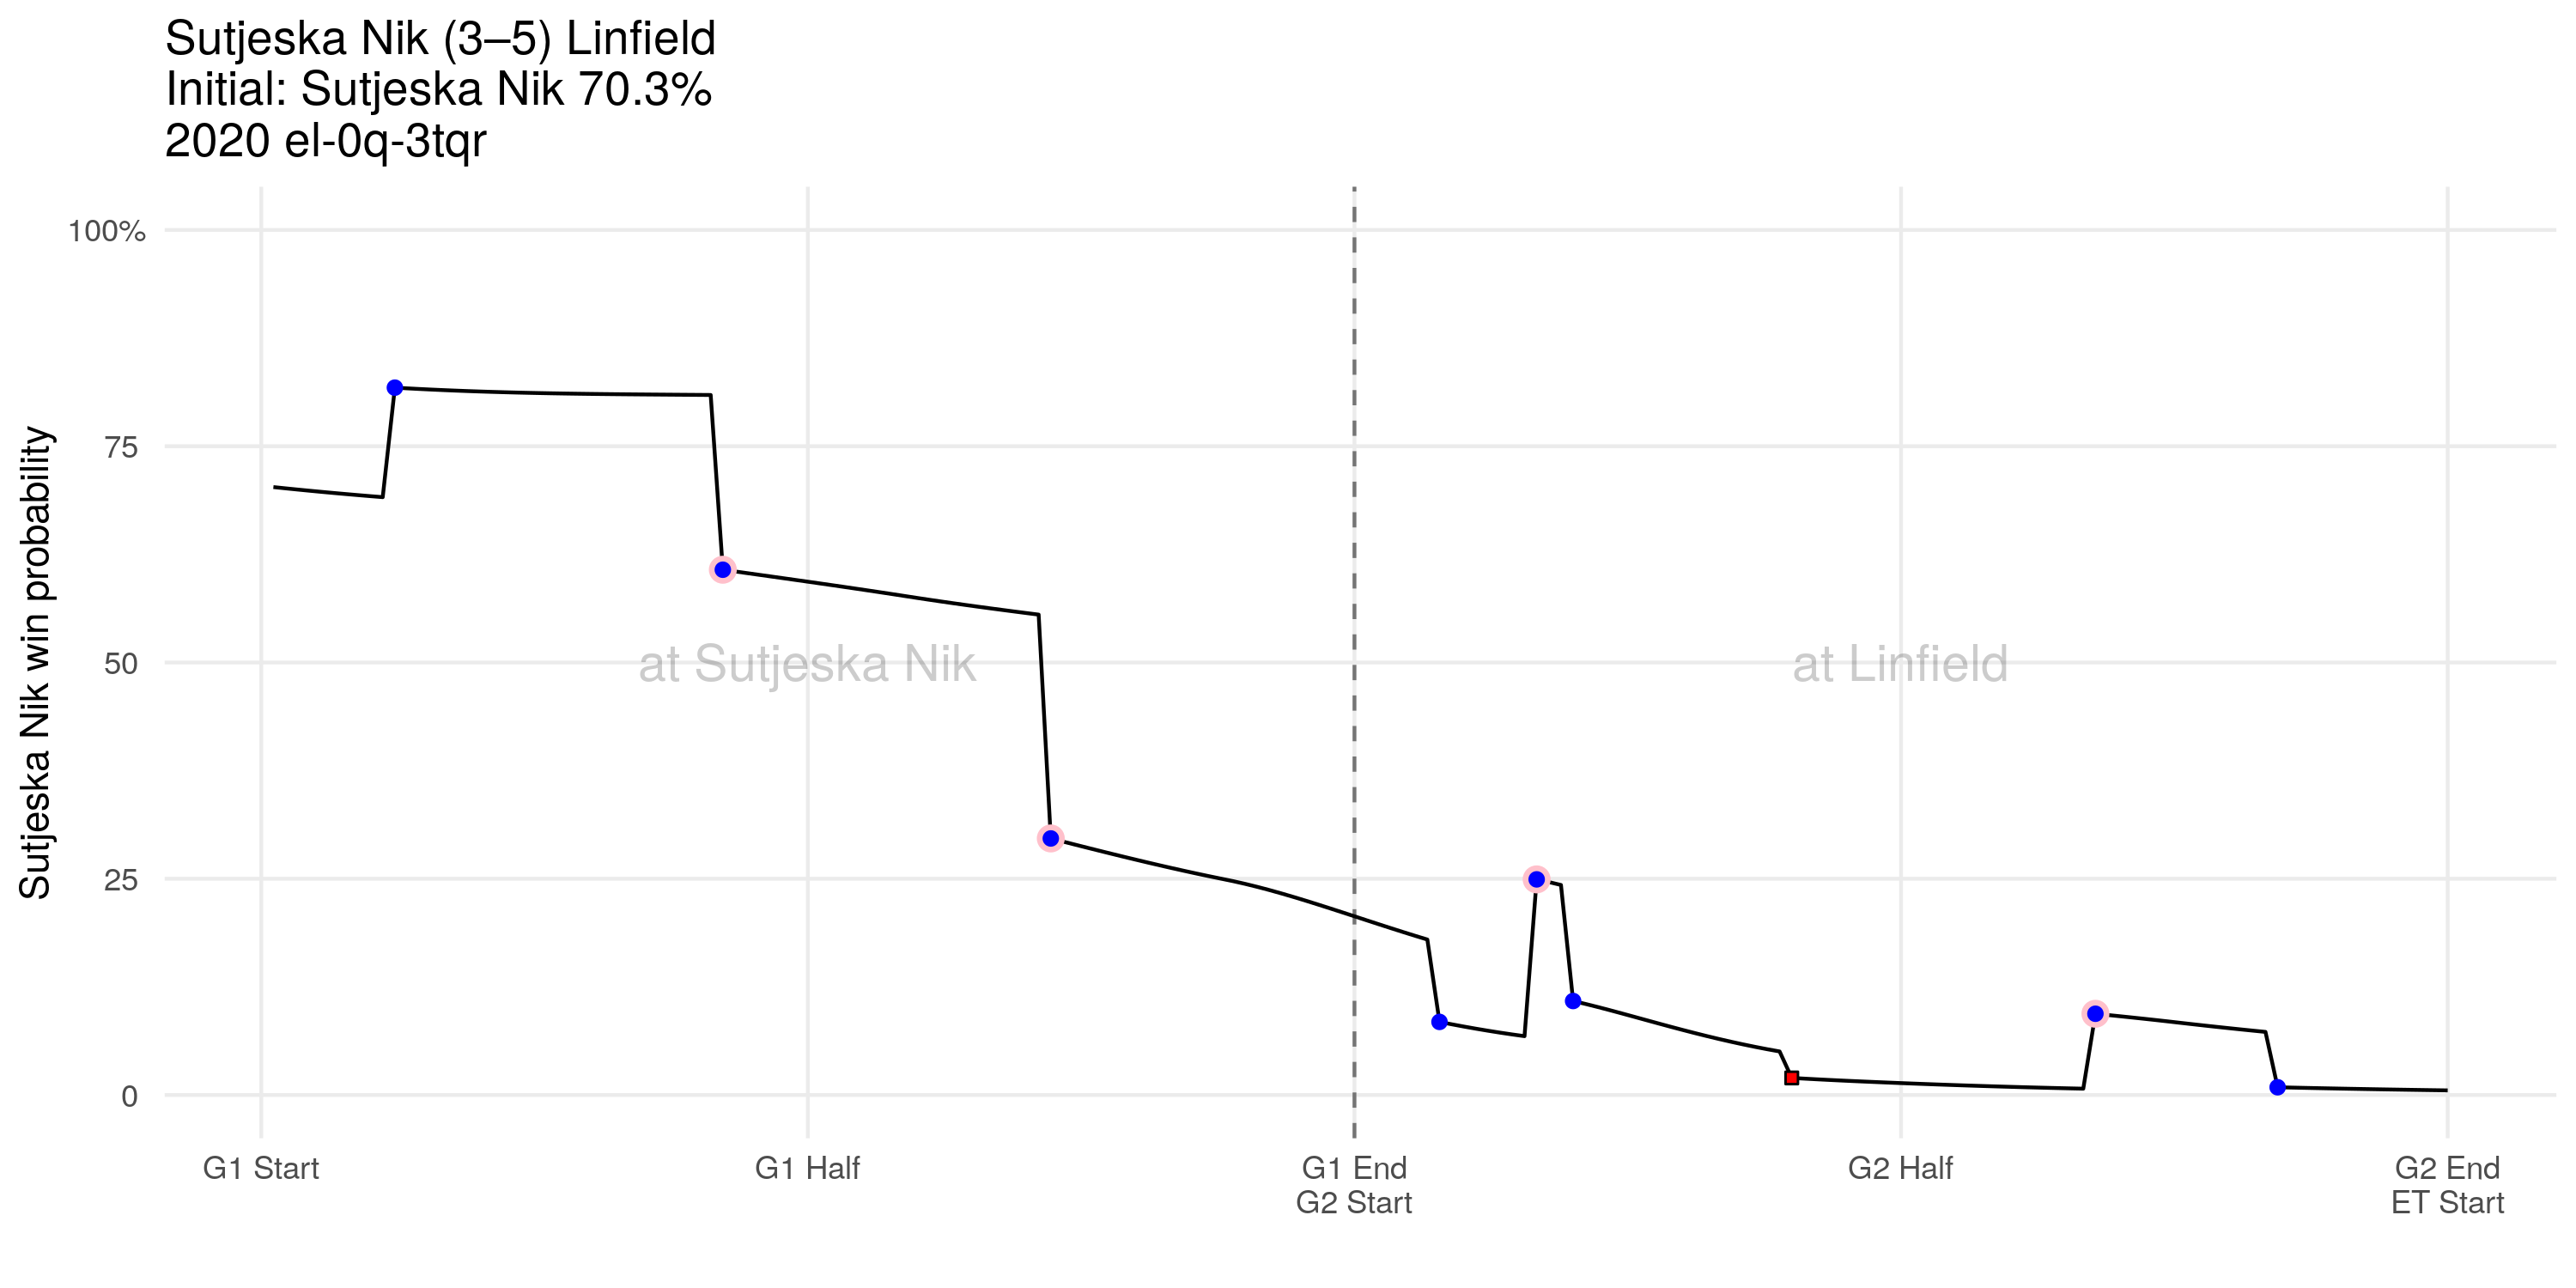 Sutjeska Nik (3–5) Linfield
Initial: Sutjeska Nik 70.3%
2020 el-0q-3tqr
Sutjeska Nik win probability
100%
75
50
25
0
at Sutjeska Nik
at Linfield
G1 Start
G1 Half
G1 End
G2 Start
G2 Half
G2 End
ET Start